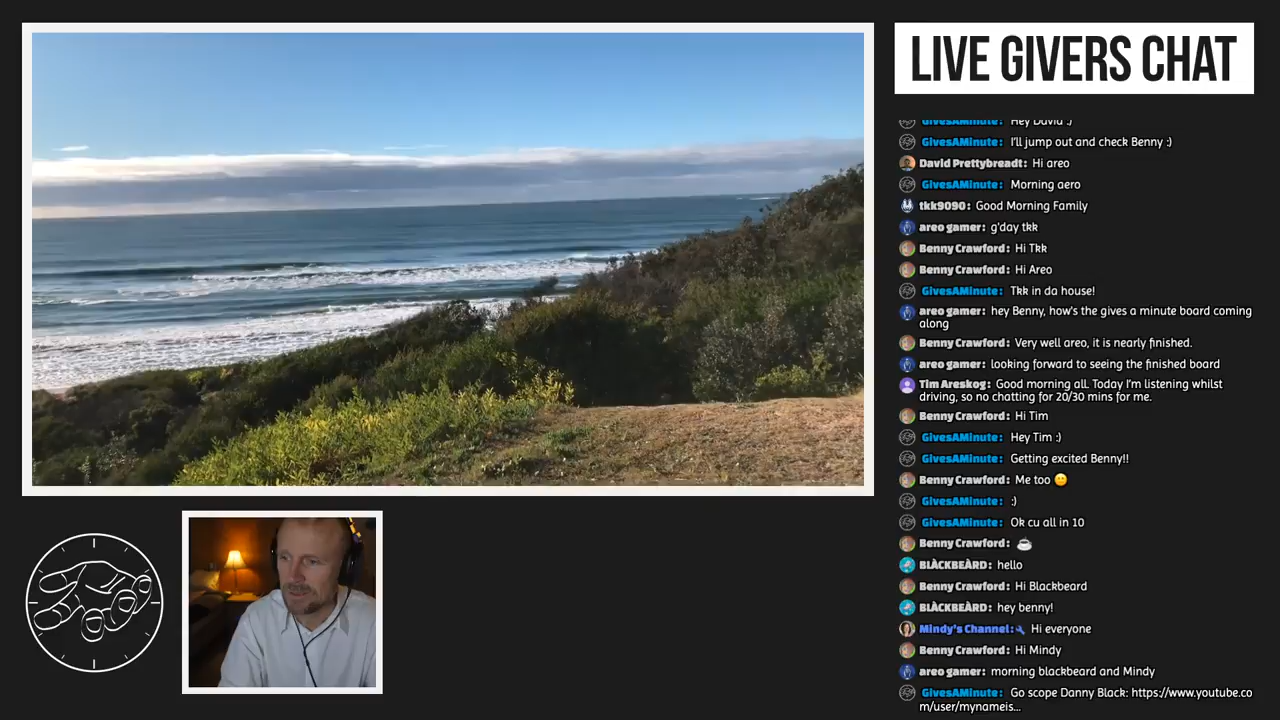 LIVE GIVERS CHAT
GivesAMinute: Hey David :)
GivesAMinute: I'll jump out and check Benny :)
David Prettybreadt: Hi areo
GivesAMinute: Morning aero
tkk9090: Good Morning Family
areo gamer: g'day tkk
Benny Crawford: Hi Tkk
Benny Crawford: Hi Areo
GivesAMinute: Tkk in da house!
areo gamer: hey Benny, how's the gives a minute board coming
along
Benny Crawford: Very well areo, it is nearly finished.
areo gamer: looking forward to seeing the finished board
Tim Areskog: Good morning all. Today I'm listening whilst
driving, so no chatting for 20/30 mins for me.
Benny Crawford: Hi Tim
GivesAMinute: Hey Tim :)
GivesAMinute: Getting excited Benny!!
Benny Crawford: Me too 🙂
GivesAMinute: :)
GivesAMinute: Ok cu all in 10
Benny Crawford: ☕
BLÀCKBEÀRD: hello
Benny Crawford: Hi Blackbeard
BLÀCKBEÀRD: hey benny!
Mindy's Channel: Hi everyone
Benny Crawford: Hi Mindy
areo gamer: morning blackbeard and Mindy
GivesAMinute: Go scope Danny Black: https://www.youtube.co
m/user/mynameis...